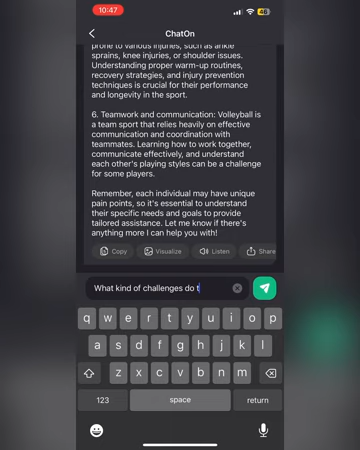 10:47
46
ChatOn
prone to various injuries, such as ankle
sprains, knee injuries, or shoulder issues.
Understanding proper warm-up routines,
recovery strategies, and injury prevention
techniques is crucial for their performance
and longevity in the sport.
6. Teamwork and communication: Volleyball is
a team sport that relies heavily on effective
communication and coordination with
teammates. Learning how to work together,
communicate effectively, and understand
each other's playing styles can be a challenge
for some players.
Remember, each individual may have unique
pain points, so it's essential to understand
their specific needs and goals to provide
tailored assistance. Let me know if there's
anything more I can help you with!
Copy Visualize Listen Share
What kind of challenges do t
q w e r t y u i o p
a s d f g h j k l
z x c v b n m
123 space return